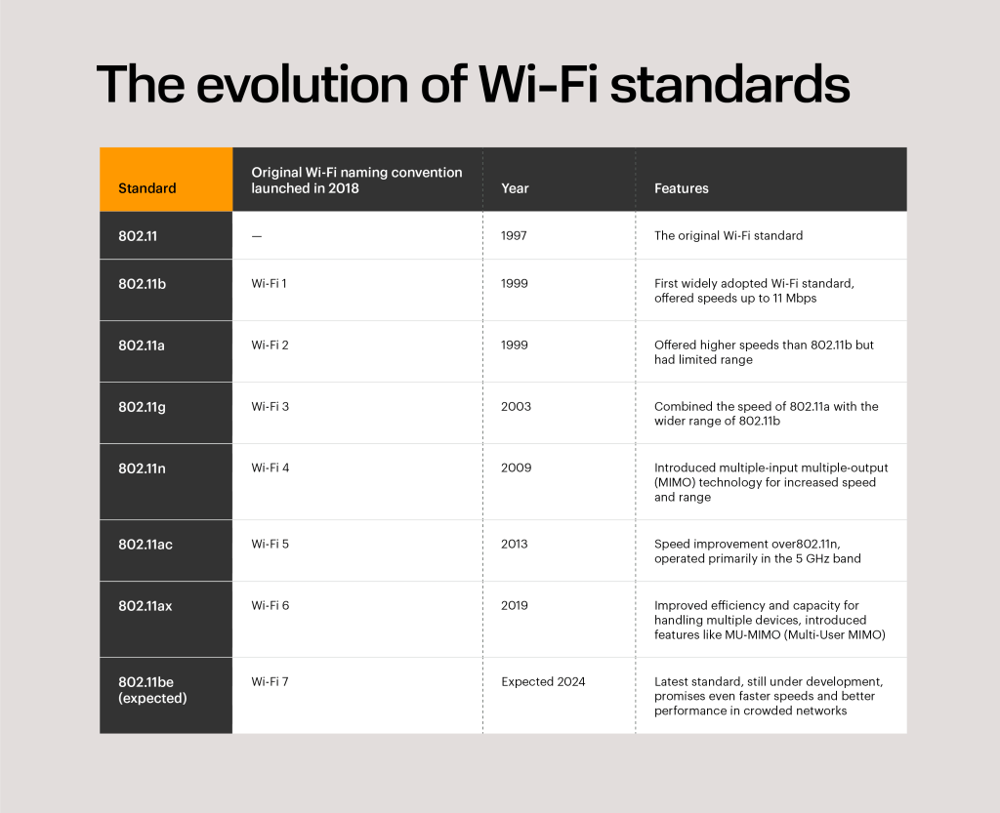 The evolution of Wi-Fi standards
Standard
Original Wi-Fi naming convention
launched in 2018
Year
Features
802.11
—
1997
The original Wi-Fi standard
802.11b
Wi-Fi 1
1999
First widely adopted Wi-Fi standard,
offered speeds up to 11 Mbps
802.11a
Wi-Fi 2
1999
Offered higher speeds than 802.11b but
had limited range
802.11g
Wi-Fi 3
2003
Combined the speed of 802.11a with the
wider range of 802.11b
802.11n
Wi-Fi 4
2009
Introduced multiple-input multiple-output
(MIMO) technology for increased speed
and range
802.11ac
Wi-Fi 5
2013
Speed improvement over802.11n,
operated primarily in the 5 GHz band
802.11ax
Wi-Fi 6
2019
Improved efficiency and capacity for
handling multiple devices, introduced
features like MU-MIMO (Multi-User MIMO)
802.11be
(expected)
Wi-Fi 7
Expected 2024
Latest standard, still under development,
promises even faster speeds and better
performance in crowded networks